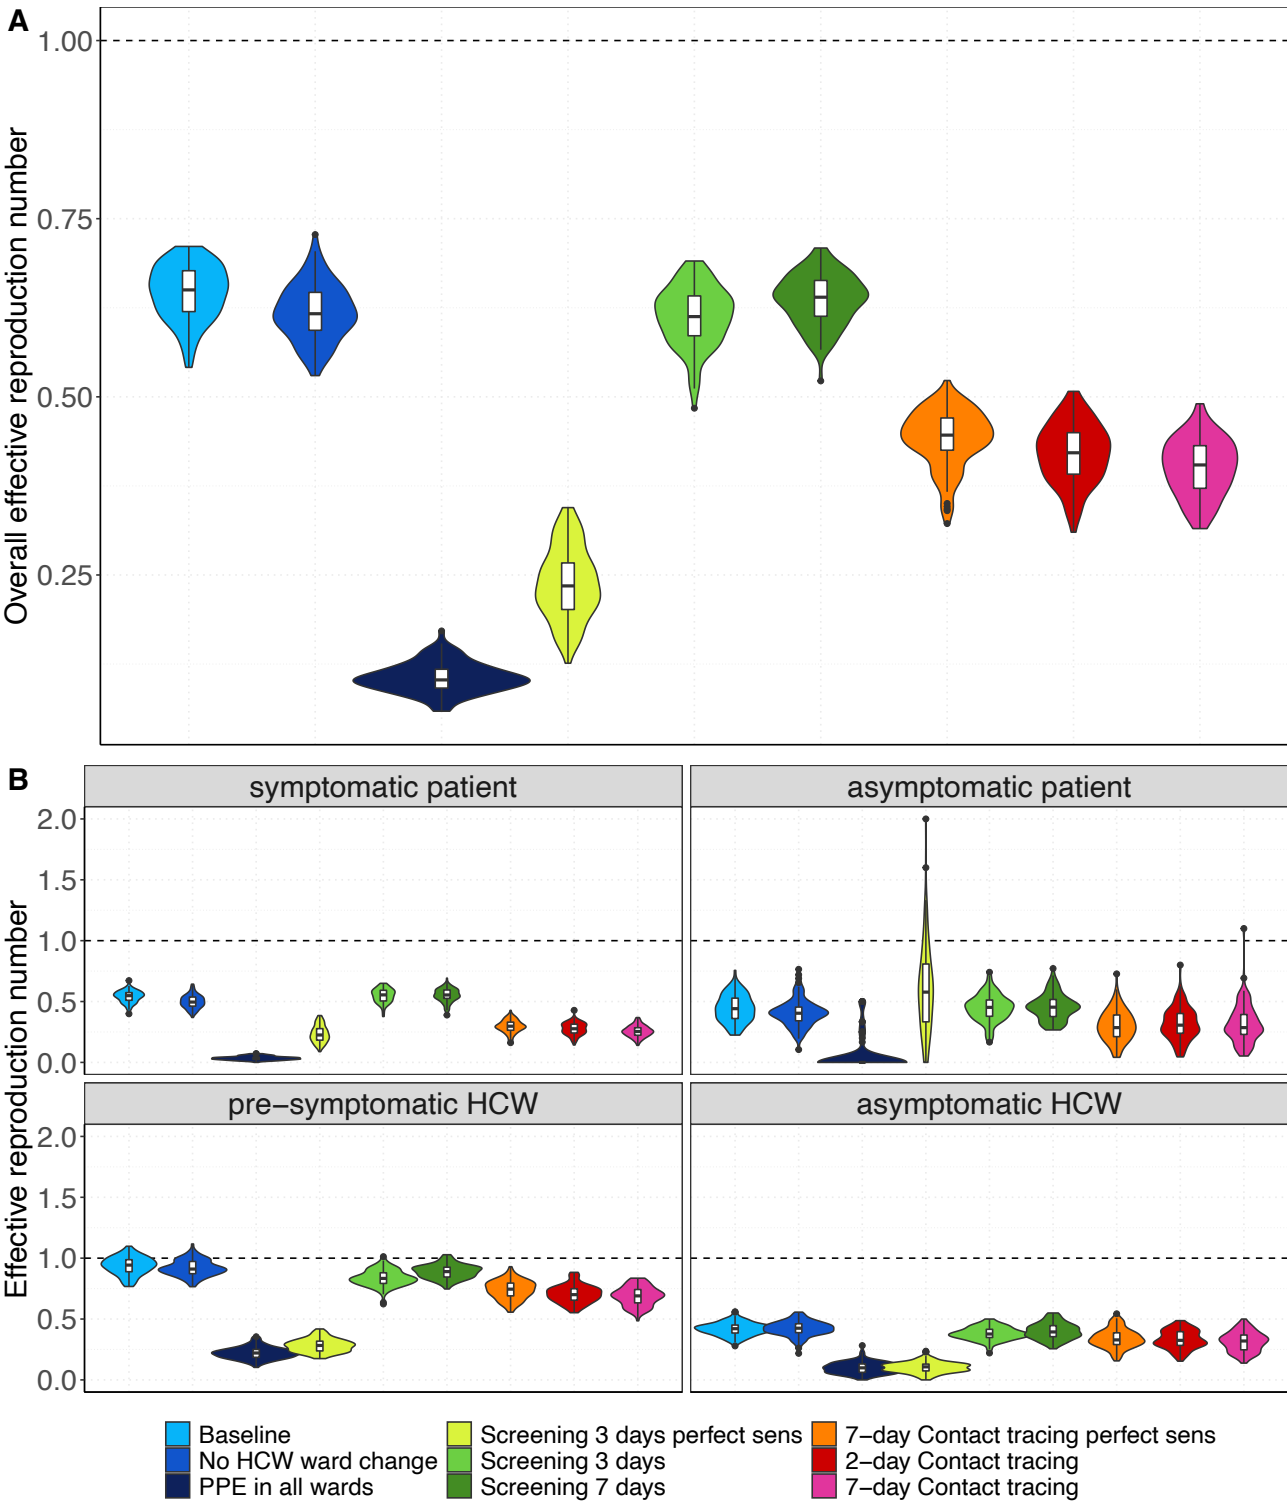 A
Overall effective reproduction number
1.00
0.75
0.50
0.25
B
Effective reproduction number
symptomatic patient
asymptomatic patient
2.0
1.5
1.0
0.5
0.0
pre−symptomatic HCW
asymptomatic HCW
2.0
1.5
1.0
0.5
0.0
Baseline
No HCW ward change
PPE in all wards
Screening 3 days perfect sens
Screening 3 days
Screening 7 days
7−day Contact tracing perfect sens
2−day Contact tracing
7−day Contact tracing